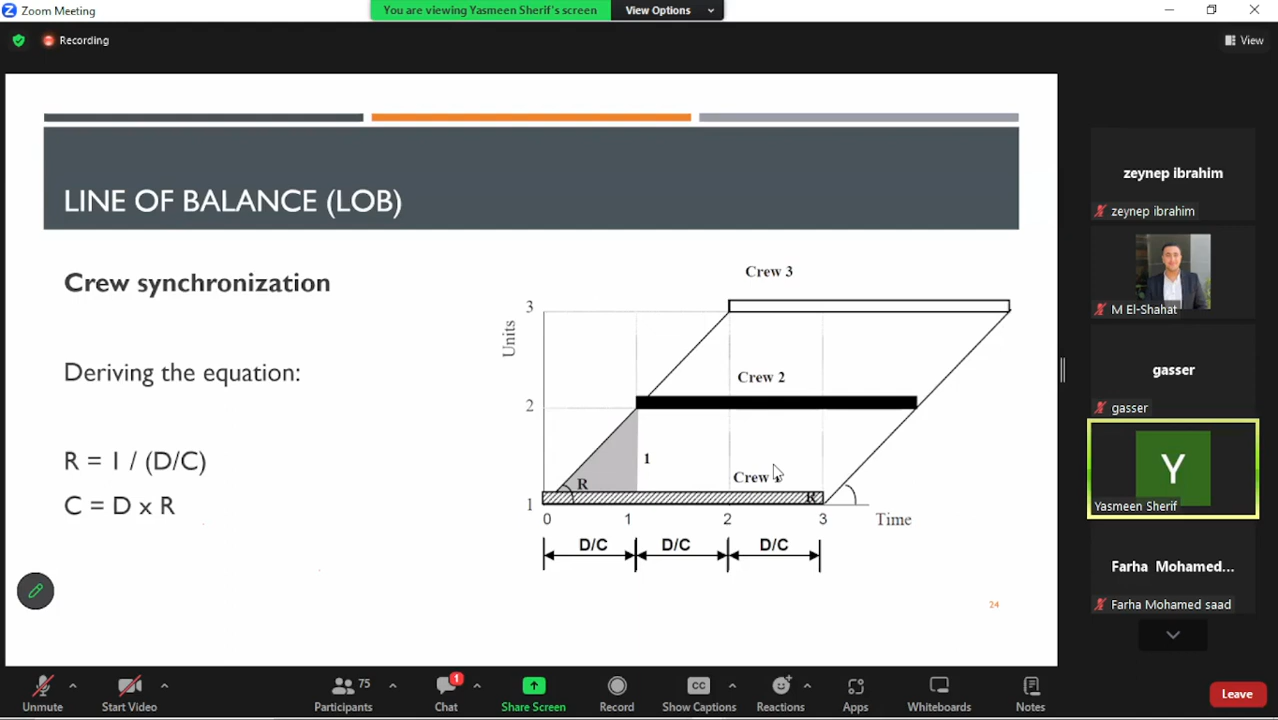 Zoom Meeting
You are viewing Yasmeen Sherif's screen
View Options
Recording
View
LINE OF BALANCE (LOB)
Crew synchronization
Deriving the equation:
R = 1 / (D/C)
C = D x R
Crew 3
3
Units
Crew 2
2
1
Crew
R
R
1
0 1 2 3 Time
D/C D/C D/C
24
zeynep ibrahim
zeynep ibrahim
M El-Shahat
gasser
gasser
Y
Yasmeen Sherif
Farha Mohamed...
Farha Mohamed saad
Unmute
Start Video
75
Participants
1
Chat
Share Screen
Record
CC
Show Captions
Reactions
Apps
Whiteboards
Notes
Leave